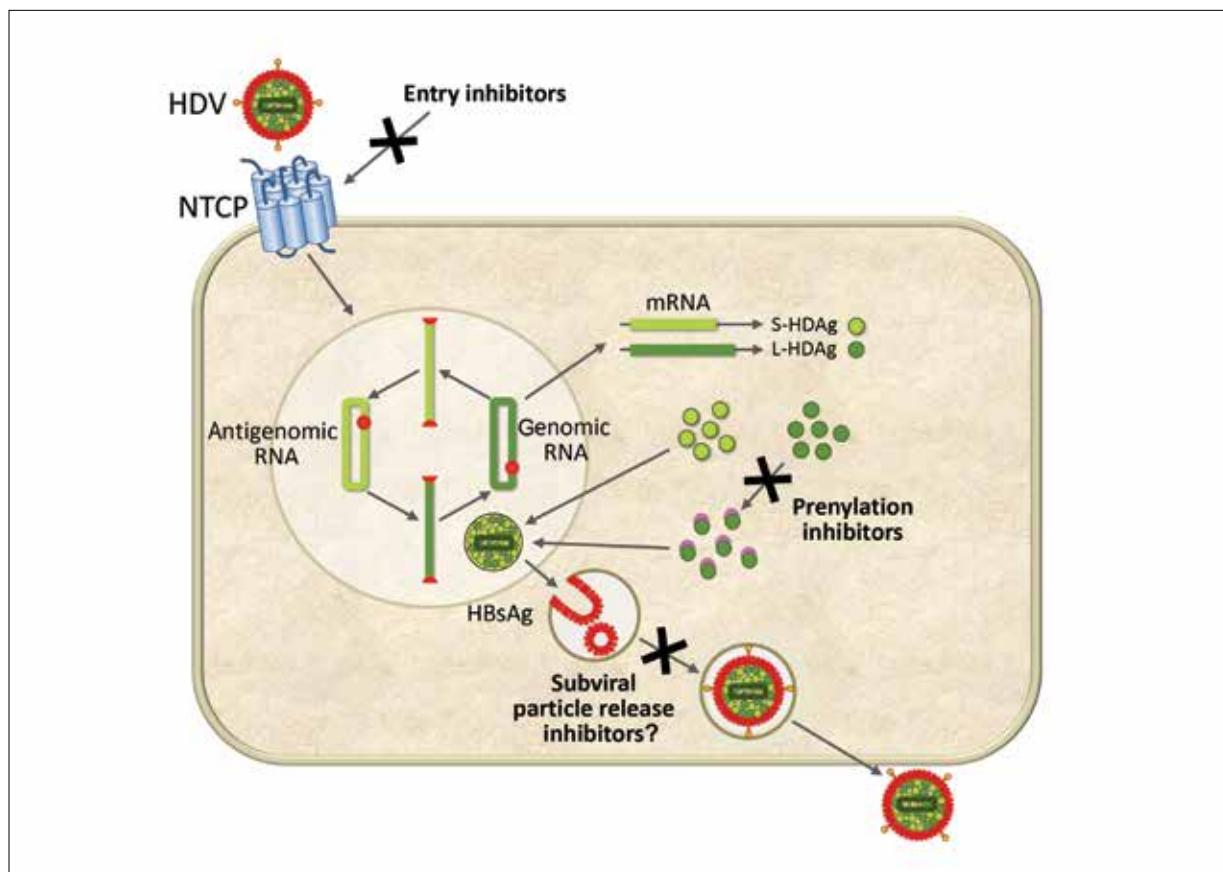 HDV
Entry inhibitors
NTCP
mRNA
S-HDAg
L-HDAg
Antigenomic
RNA
Genomic
RNA
Prenylation
inhibitors
HBsAg
Subviral
particle release
inhibitors?